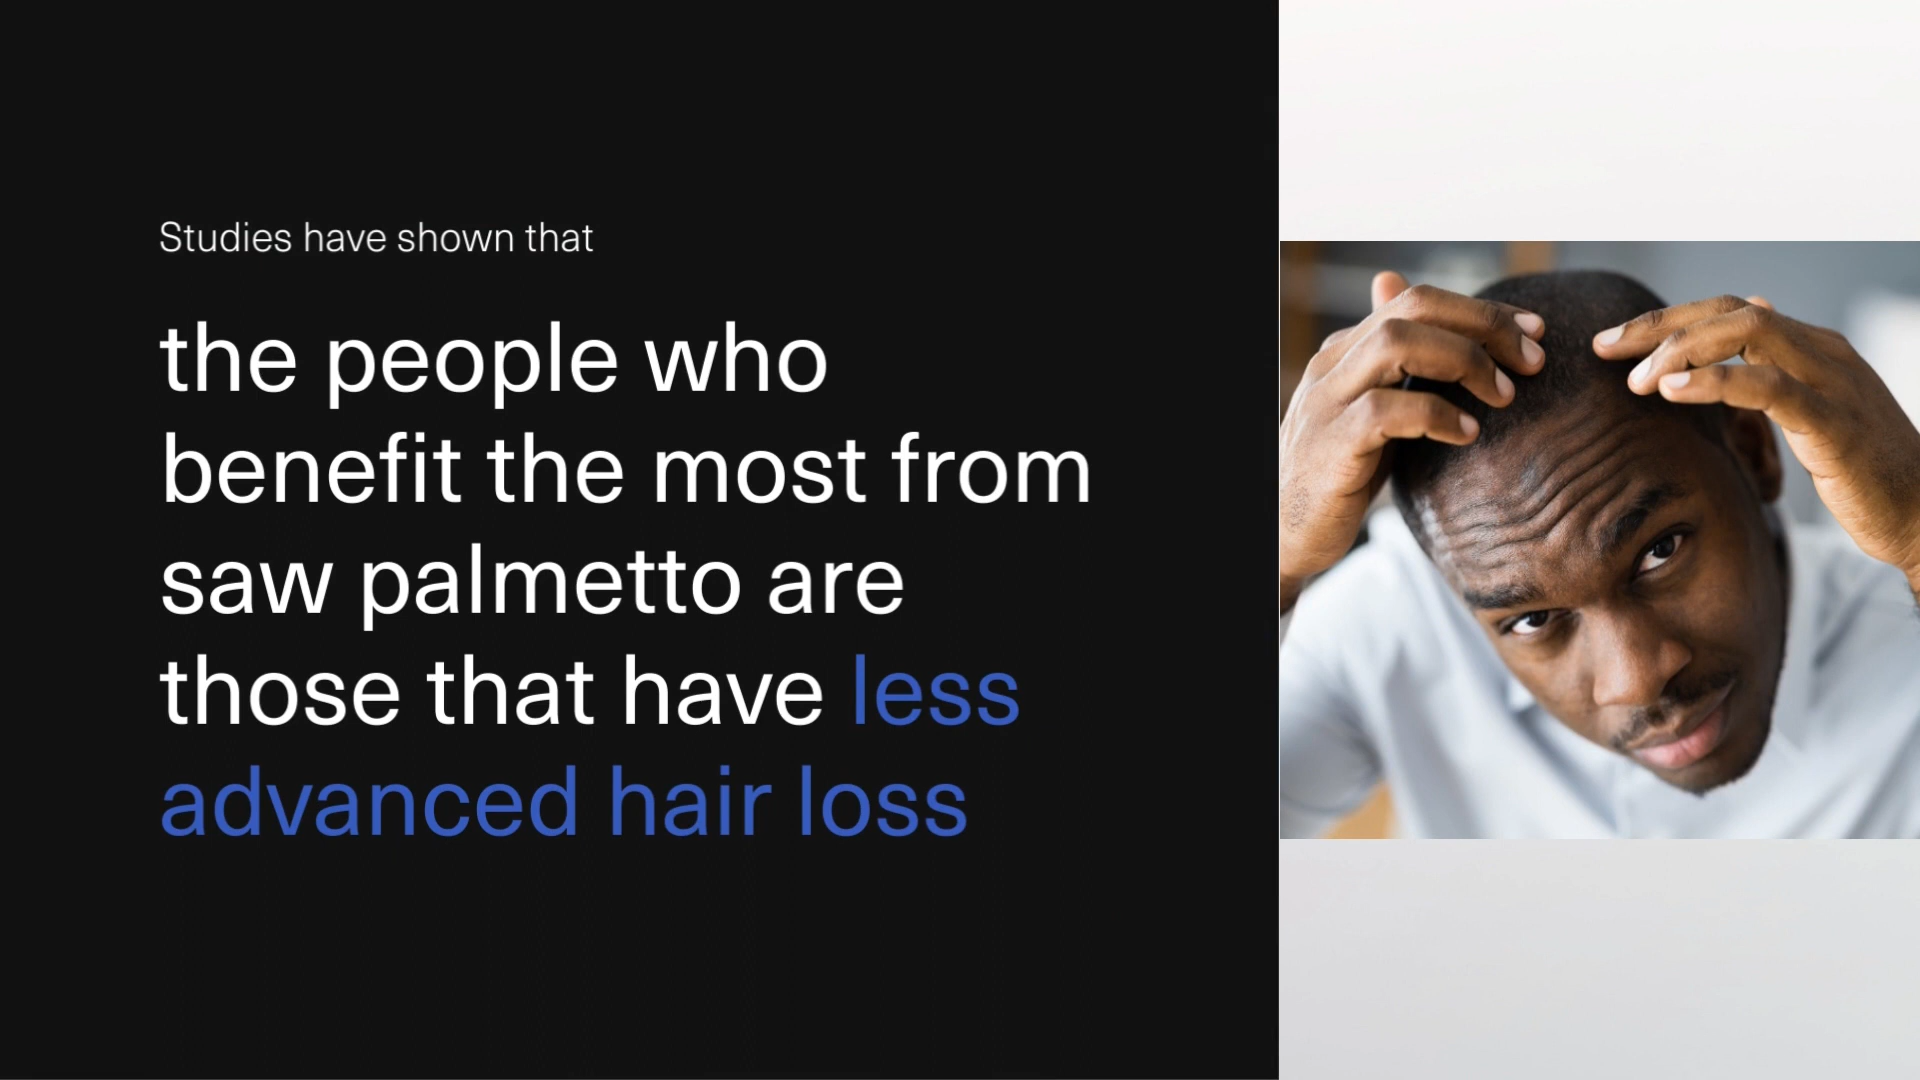 Studies have shown that
the people who
benefit the most from
saw palmetto are
those that have less
advanced hair loss